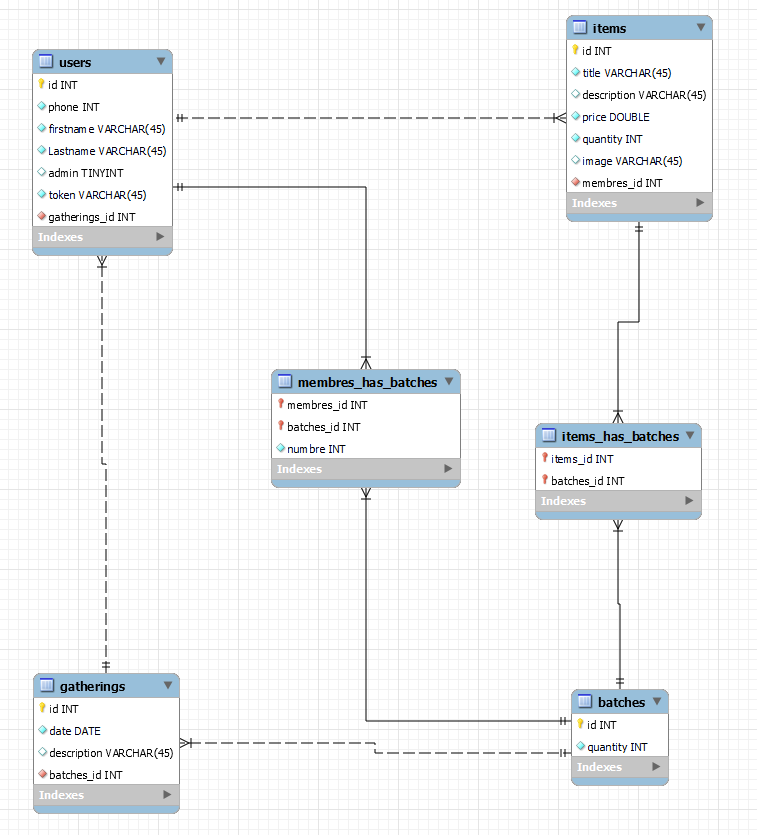 users
id INT
phone INT
firstname VARCHAR(45)
Lastname VARCHAR(45)
admin TINYINT
token VARCHAR(45)
gatherings_id INT
Indexes
items
id INT
title VARCHAR(45)
description VARCHAR(45)
price DOUBLE
quantity INT
image VARCHAR(45)
membres_id INT
Indexes
membres_has_batches
membres_id INT
batches_id INT
numbre INT
Indexes
items_has_batches
items_id INT
batches_id INT
Indexes
gatherings
id INT
date DATE
description VARCHAR(45)
batches_id INT
Indexes
batches
id INT
quantity INT
Indexes